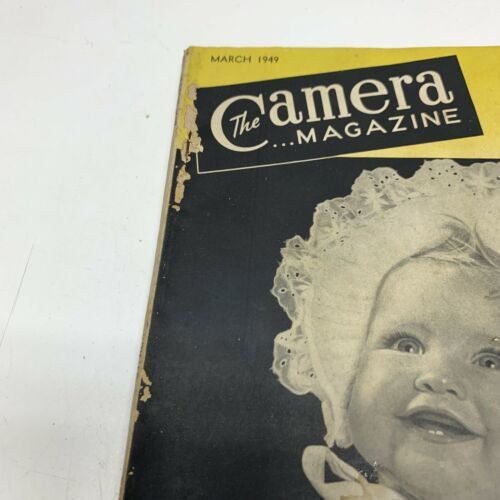 MARCH 1949
The Camera
...MAGAZINE